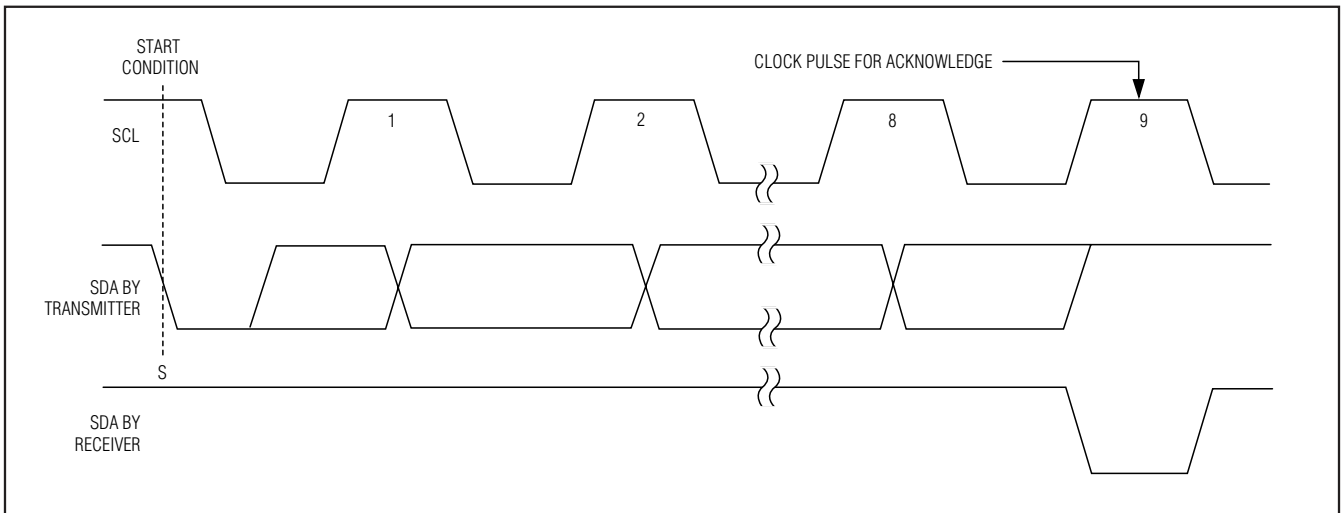 START
CONDITION
CLOCK PULSE FOR ACKNOWLEDGE
SCL
1
2
8
9
SDA BY
TRANSMITTER
S
SDA BY
RECEIVER